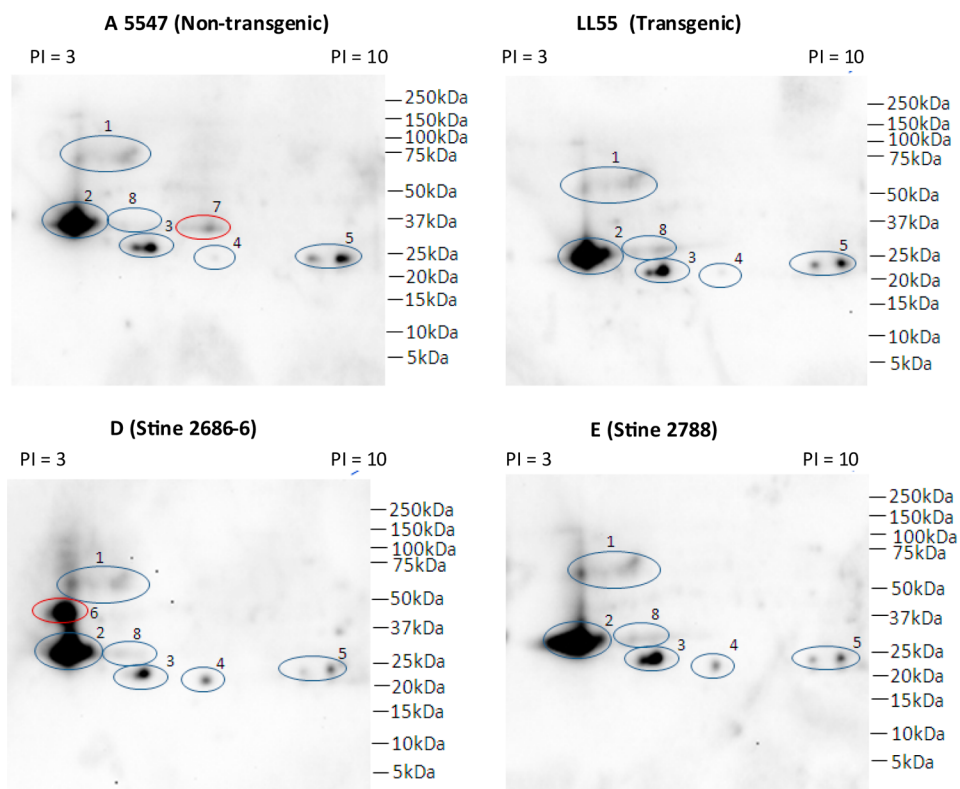 A 5547 (Non-transgenic)
PI = 3
PI = 10
1
2
8
7
3
4
5
250kDa
150kDa
100kDa
75kDa
50kDa
37kDa
25kDa
20kDa
15kDa
10kDa
5kDa
LL55 (Transgenic)
PI = 3
PI = 10
1
2
8
3
4
5
250kDa
150kDa
100kDa
75kDa
50kDa
37kDa
25kDa
20kDa
15kDa
10kDa
5kDa
D (Stine 2686-6)
PI = 3
PI = 10
1
6
2
8
3
4
5
250kDa
150kDa
100kDa
75kDa
50kDa
37kDa
25kDa
20kDa
15kDa
10kDa
5kDa
E (Stine 2788)
PI = 3
PI = 10
1
2
8
3
4
5
250kDa
150kDa
100kDa
75kDa
50kDa
37kDa
25kDa
20kDa
15kDa
10kDa
5kDa